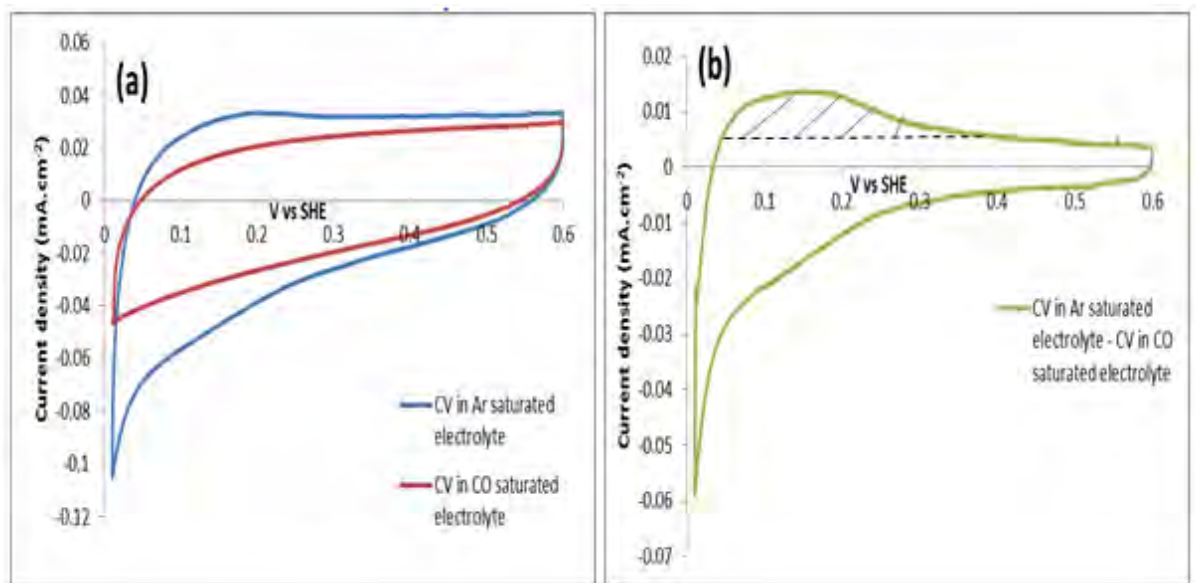 (a)
Current density (mA.cm⁻²)
0.06
0.04
0.02
0
-0.02
-0.04
-0.06
-0.08
-0.1
-0.12
0 0.1 0.2 0.3 0.4 0.5 0.6
V vs SHE
CV in Ar saturated
electrolyte
CV in CO saturated
electrolyte
(b)
Current density (mA.cm⁻²)
0.02
0.01
0
-0.01
-0.02
-0.03
-0.04
-0.05
-0.06
-0.07
0 0.1 0.2 0.3 0.4 0.5 0.6
V vs SHE
CV in Ar saturated
electrolyte - CV in CO
saturated electrolyte